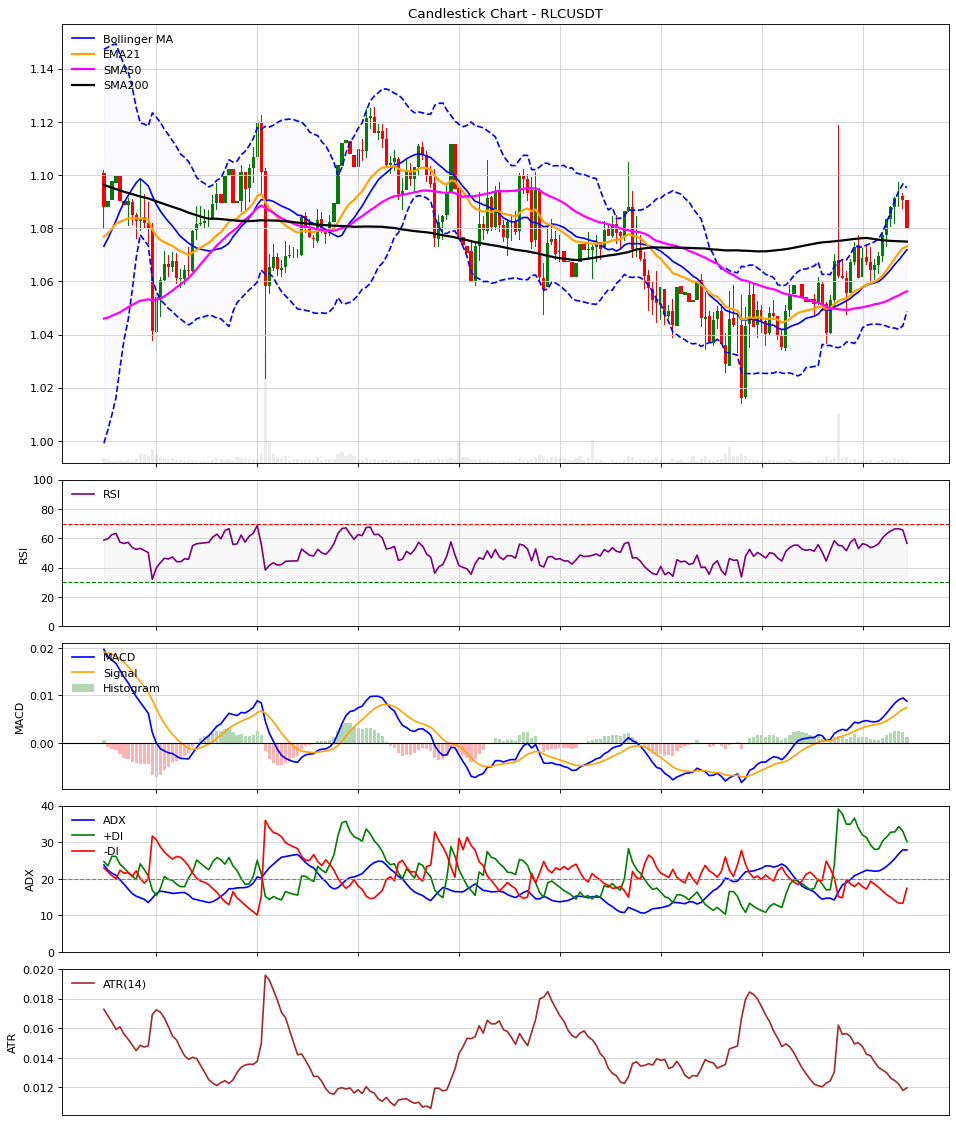 Candlestick Chart - RLCUSDT
Bollinger MA
EMA21
SMA50
SMA200
1.14
1.12
1.10
1.08
1.06
1.04
1.02
1.00
RSI
100
80
60
40
20
0
RSI
MACD
Signal
Histogram
0.02
0.01
0.00
MACD
ADX
+DI
-DI
40
30
20
10
0
ADX
ATR(14)
0.020
0.018
0.016
0.014
0.012
ATR